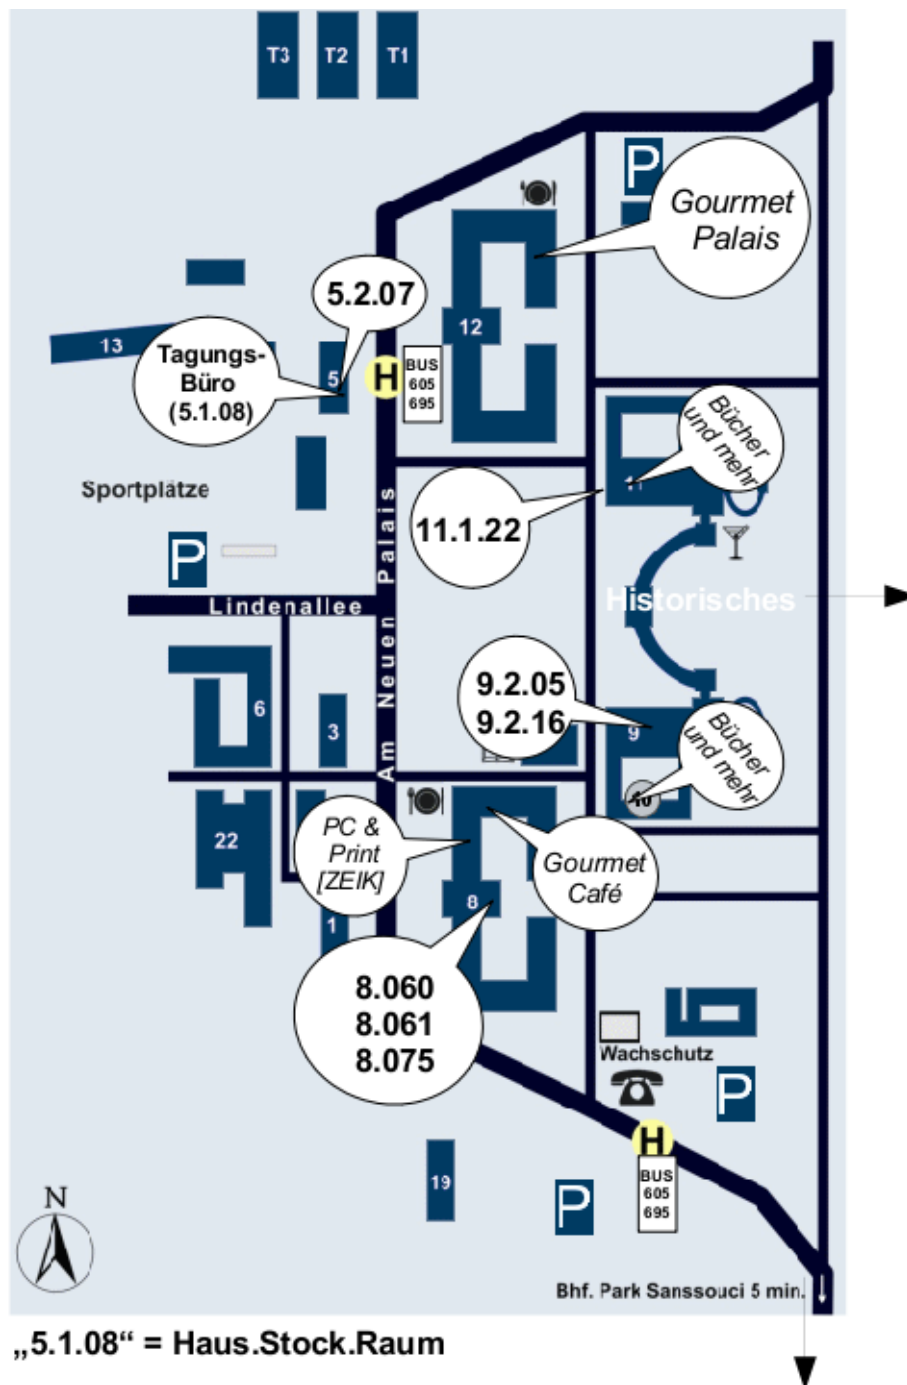 T3
T2
T1
P
Gourmet
Palais
5.2.07
12
13
Tagungs-
Büro
(5.1.08)
5
H
BUS
605
695
Bücher
und mehr
11
Sportplätze
11.1.22
P
Am Neuen Palais
Lindenallee
Historisches
9.2.05
9.2.16
6
3
9
Bücher
und mehr
10
22
PC &
Print
[ZEIK]
Gourmet
Café
8
1
8.060
8.061
8.075
Wachschutz
P
H
BUS
605
695
19
P
N
Bhf. Park Sanssouci 5 min.
„5.1.08“ = Haus.Stock.Raum